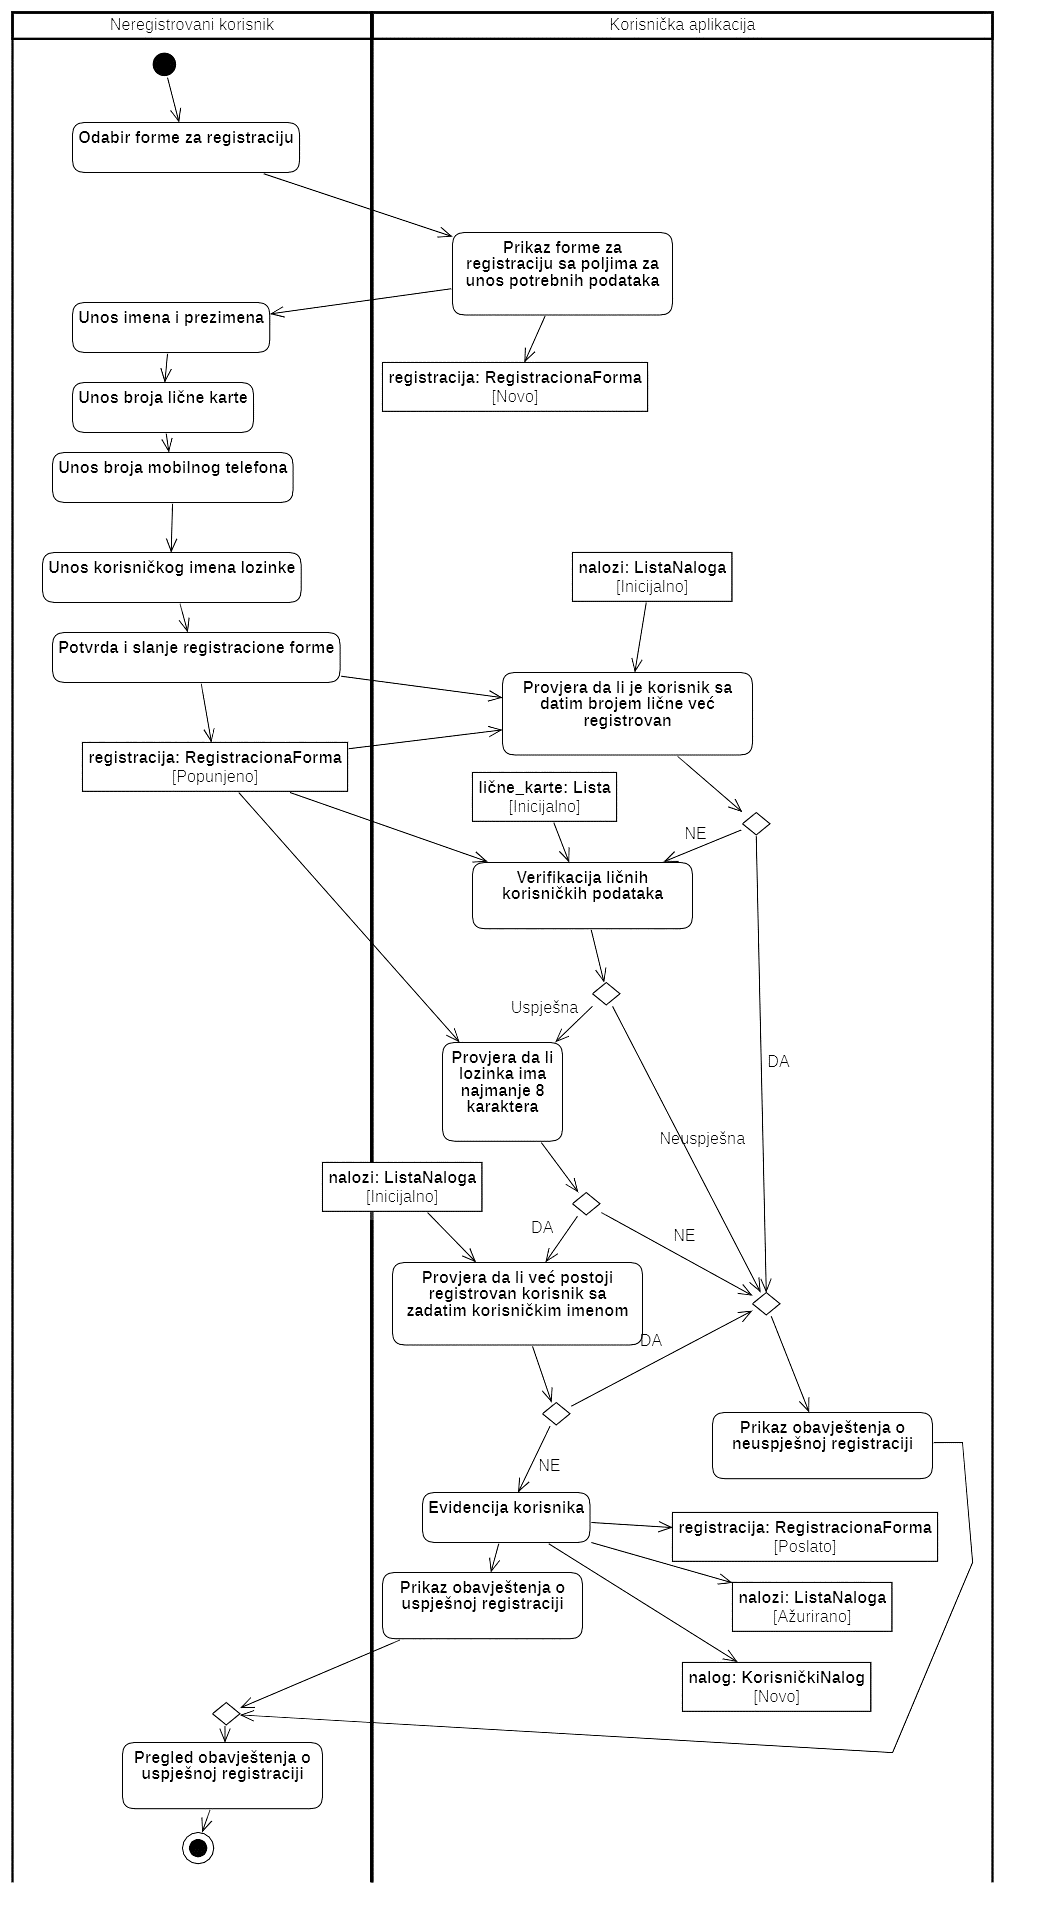 Neregistrovani korisnik
Korisnička aplikacija
Odabir forme za registraciju
Prikaz forme za
registraciju sa poljima za
unos potrebnih podataka
Unos imena i prezimena
registracija: RegistracionaForma
[Novo]
Unos broja lične karte
Unos broja mobilnog telefona
Unos korisničkog imena lozinke
nalozi: ListaNaloga
[Inicijalno]
Potvrda i slanje registracione forme
Provjera da li je korisnik sa
datim brojem lične već
registrovan
registracija: RegistracionaForma
[Popunjeno]
lične_karte: Lista
[Inicijalno]
NE
Verifikacija ličnih
korisničkih podataka
Uspješna
DA
Provjera da li
lozinka ima
najmanje 8
karaktera
Neuspješna
nalozi: ListaNaloga
[Inicijalno]
DA
NE
Provjera da li već postoji
registrovan korisnik sa
zadatim korisničkim imenom
DA
Prikaz obavještenja o
neuspješnoj registraciji
NE
Evidencija korisnika
registracija: RegistracionaForma
[Poslato]
Prikaz obavještenja o
uspješnoj registraciji
nalozi: ListaNaloga
[Ažurirano]
nalog: KorisničkiNalog
[Novo]
Pregled obavještenja o
uspješnoj registraciji